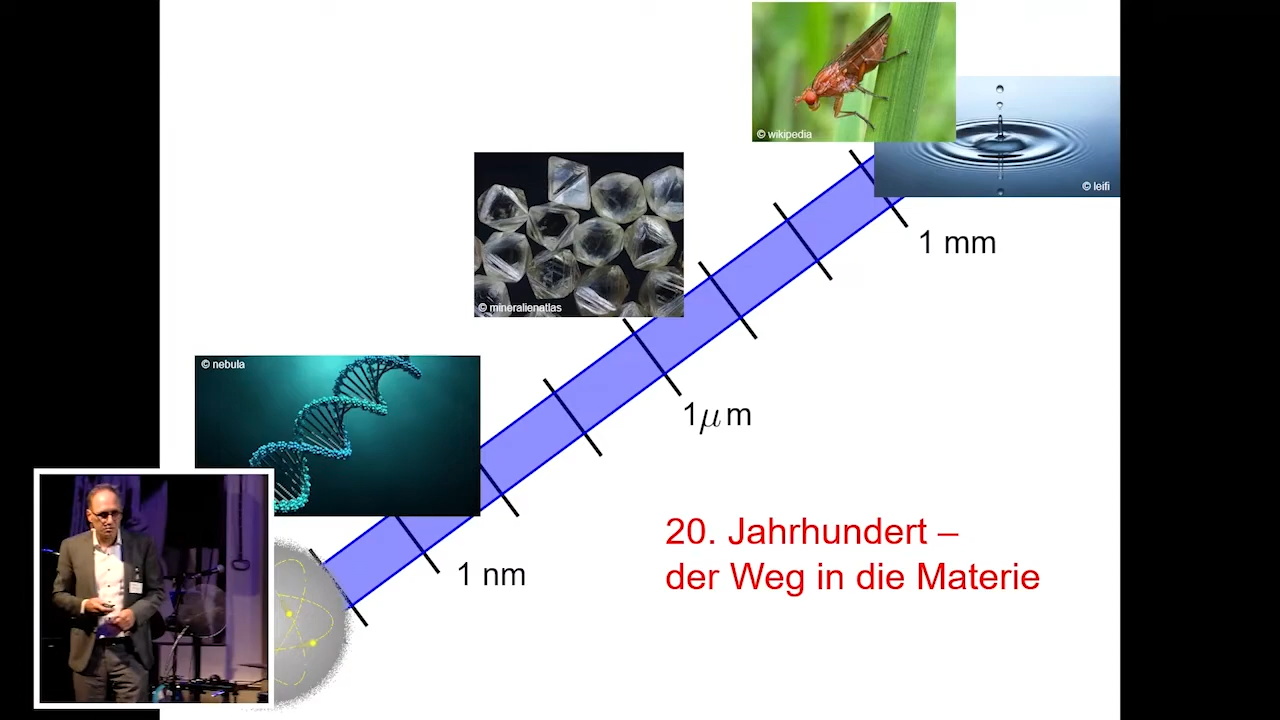 © wikipedia
© leifi
1 mm
© mineralienatlas
© nebula
1μm
1 nm
20. Jahrhundert –
der Weg in die Materie